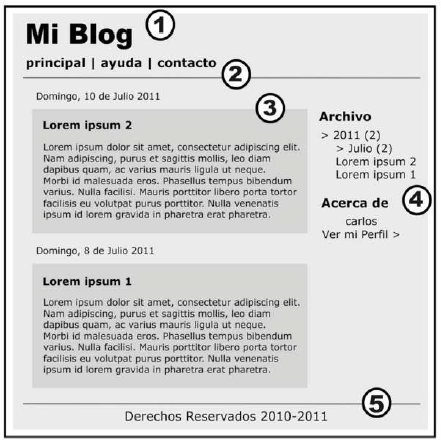 Mi Blog
1
principal | ayuda | contacto
2
Domingo, 10 de Julio 2011
3
Lorem ipsum 2
Lorem ipsum dolor sit amet, consectetur adipiscing elit.
Nam adipiscing, purus et sagittis mollis, leo diam
dapibus quam, ac varius mauris ligula ut neque.
Morbi id malesuada eros. Phasellus tempus bibendum
varius. Nulla facilisi. Mauris porttitor libero porta tortor
facilisis eu volutpat purus porttitor. Nulla venenatis
ipsum id lorem gravida in pharetra erat pharetra.
Domingo, 8 de Julio 2011
Lorem ipsum 1
Lorem ipsum dolor sit amet, consectetur adipiscing elit.
Nam adipiscing, purus et sagittis mollis, leo diam
dapibus quam, ac varius mauris ligula ut neque.
Morbi id malesuada eros. Phasellus tempus bibendum
varius. Nulla facilisi. Mauris porttitor libero porta tortor
facilisis eu volutpat purus porttitor. Nulla venenatis
ipsum id lorem gravida in pharetra erat pharetra.
Archivo
> 2011 (2)
> Julio (2)
Lorem ipsum 2
Lorem ipsum 1
Acerca de
4
carlos
Ver mi Perfil >
5
Derechos Reservados 2010-2011